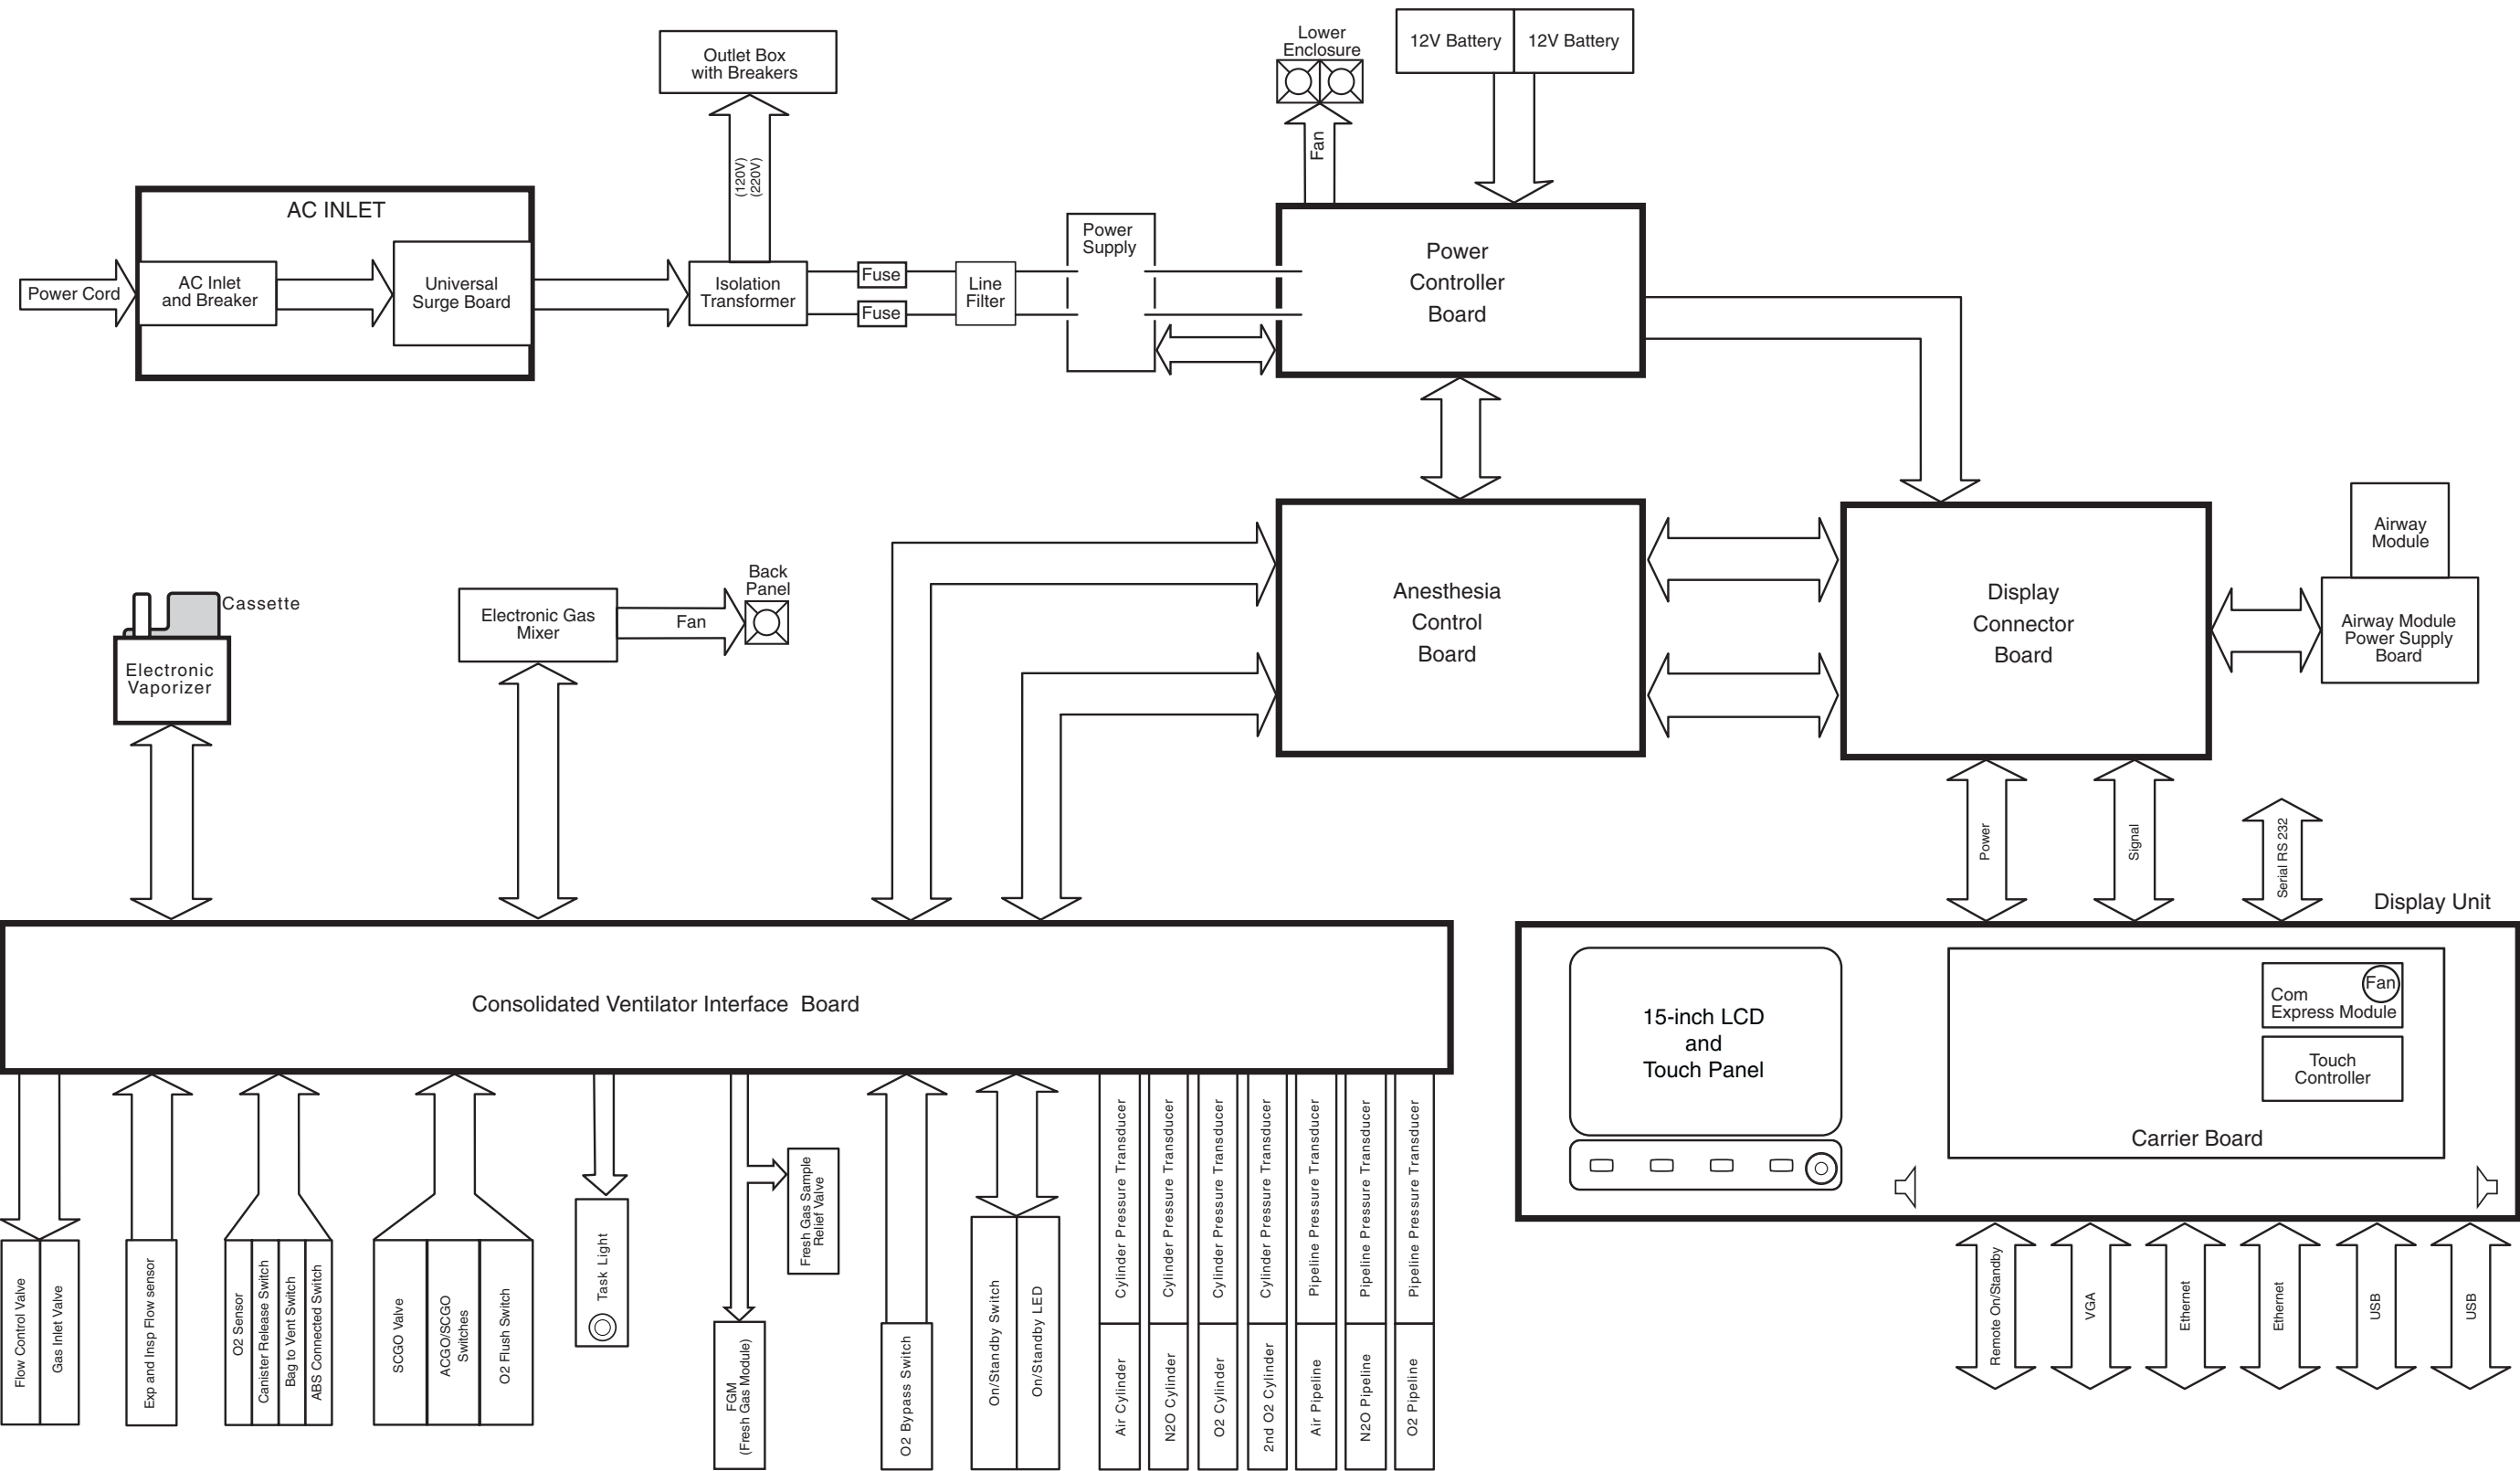 Outlet Box
with Breakers
Lower
Enclosure
12V Battery
12V Battery
Fan
(120V)
(220V)
AC INLET
Power Cord
AC Inlet
and Breaker
Universal
Surge Board
Isolation
Transformer
Fuse
Fuse
Line
Filter
Power
Supply
Power
Controller
Board
Cassette
Electronic
Vaporizer
Electronic Gas
Mixer
Fan
Back
Panel
Anesthesia
Control
Board
Display
Connector
Board
Airway
Module
Airway Module
Power Supply
Board
Power
Signal
Serial RS 232
Display Unit
Consolidated Ventilator Interface Board
15-inch LCD
and
Touch Panel
Fan
Com
Express Module
Touch
Controller
Carrier Board
Flow Control Valve
Gas Inlet Valve
Exp and Insp Flow sensor
O2 Sensor
Canister Release Switch
Bag to Vent Switch
ABS Connected Switch
SCGO Valve
ACGO/SCGO
Switches
O2 Flush Switch
Task Light
FGM
(Fresh Gas Module)
Fresh Gas Sample
Relief Valve
O2 Bypass Switch
On/Standby Switch
On/Standby LED
Cylinder Pressure Transducer
Air Cylinder
Cylinder Pressure Transducer
N2O Cylinder
Cylinder Pressure Transducer
O2 Cylinder
Cylinder Pressure Transducer
2nd O2 Cylinder
Pipeline Pressure Transducer
Air Pipeline
Pipeline Pressure Transducer
N2O Pipeline
Pipeline Pressure Transducer
O2 Pipeline
Remote On/Standby
VGA
Ethernet
Ethernet
USB
USB